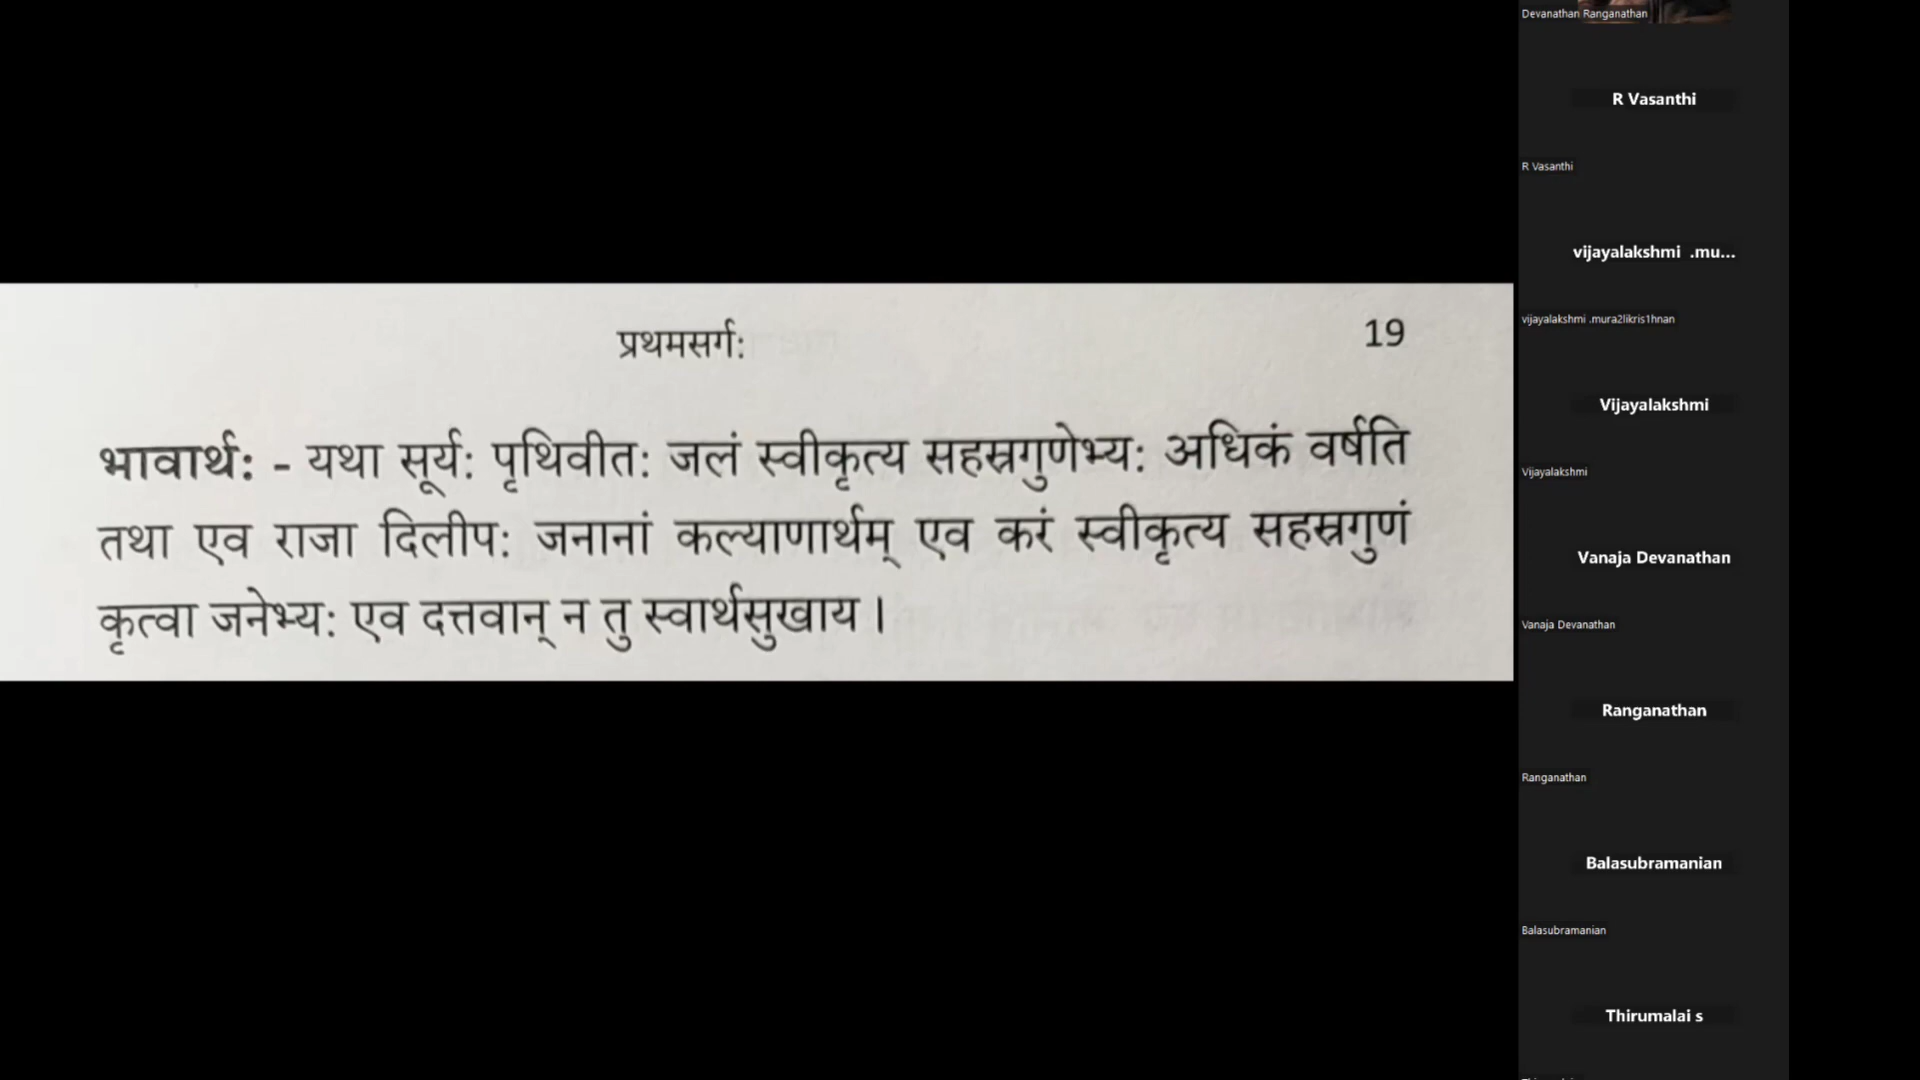 प्रथमसर्ग:
19
भावार्थ: - यथा सूर्य: पृथिवीत: जलं स्वीकृत्य सहस्रगुणेभ्य: अधिकं वर्षति
तथा एव राजा दिलीप: जनानां कल्याणार्थम् एव करं स्वीकृत्य सहस्रगुणं
कृत्वा जनेभ्य: एव दत्तवान् न तु स्वार्थसुखाय ।
Devanathan Ranganathan
R Vasanthi
R Vasanthi
vijayalakshmi .mu...
vijayalakshmi .mura2likris1hnan
Vijayalakshmi
Vijayalakshmi
Vanaja Devanathan
Vanaja Devanathan
Ranganathan
Ranganathan
Balasubramanian
Balasubramanian
Thirumalai s